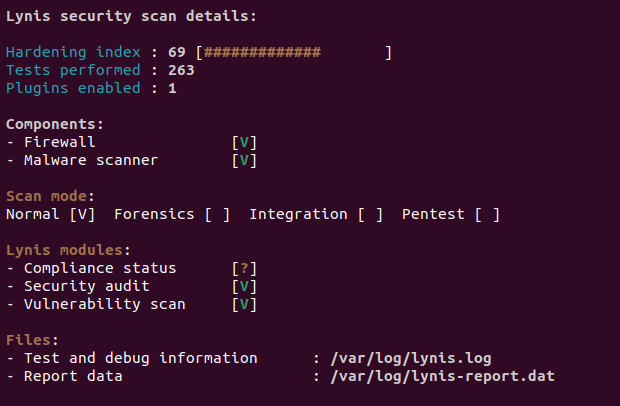 Lynis security scan details:
Hardening index : 69 [############# ]
Tests performed : 263
Plugins enabled : 1
Components:
- Firewall [V]
- Malware scanner [V]
Scan mode:
Normal [V] Forensics [ ] Integration [ ] Pentest [ ]
Lynis modules:
- Compliance status [?]
- Security audit [V]
- Vulnerability scan [V]
Files:
- Test and debug information : /var/log/lynis.log
- Report data : /var/log/lynis-report.dat